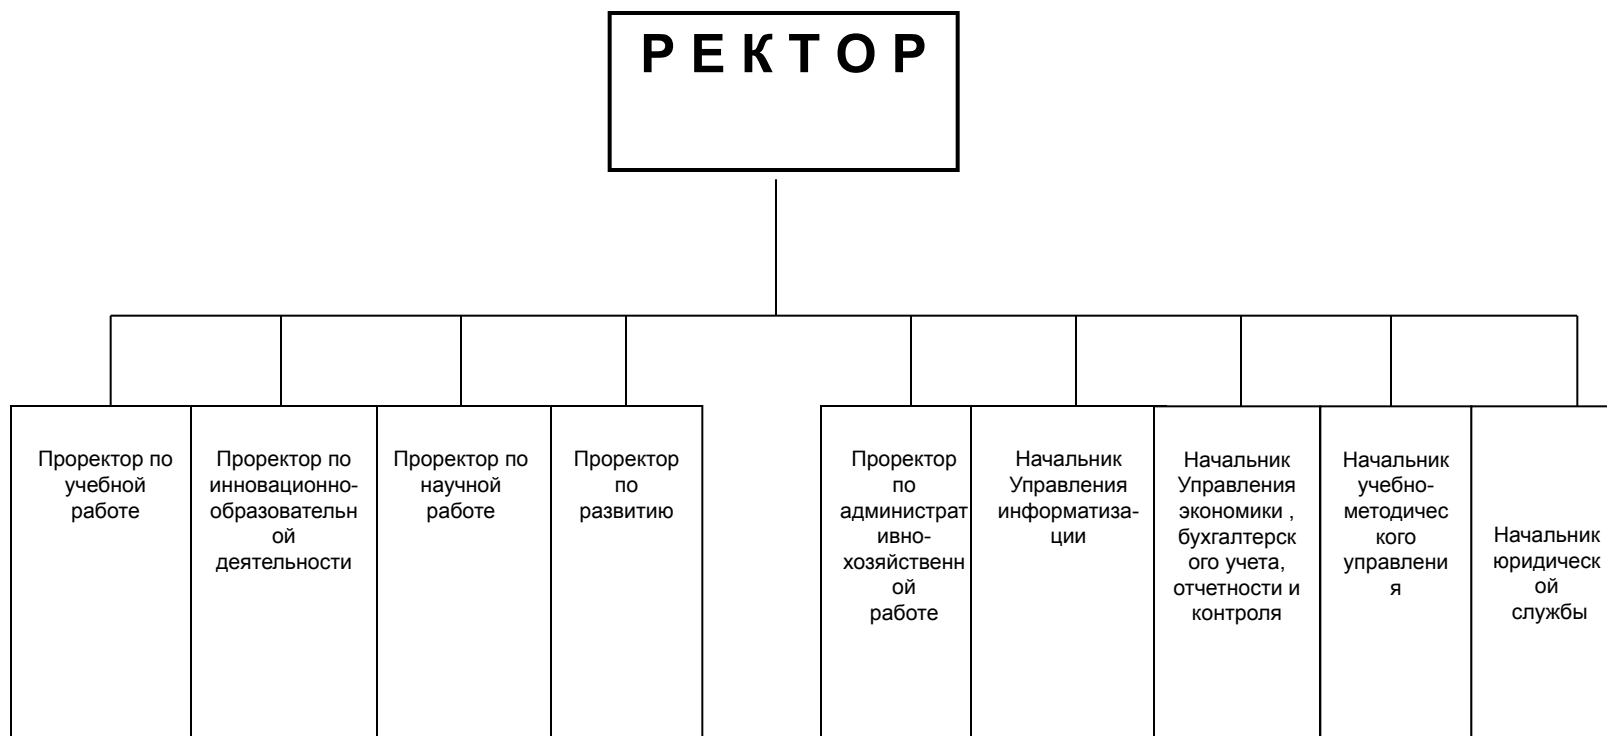 Р Е К Т О Р
Проректор по
учебной
работе
Проректор по
инновационно-
образовательн
ой
деятельности
Проректор по
научной
работе
Проректор
по
развитию
Проректор
по
администрат
ивно-
хозяйственн
ой
работе
Начальник
Управления
информатиза-
ции
Начальник
Управления
экономики ,
бухгалтерск
ого учета,
отчетности и
контроля
Начальник
учебно-
методичес
кого
управлени
я
Начальник
юридическ
ой
службы